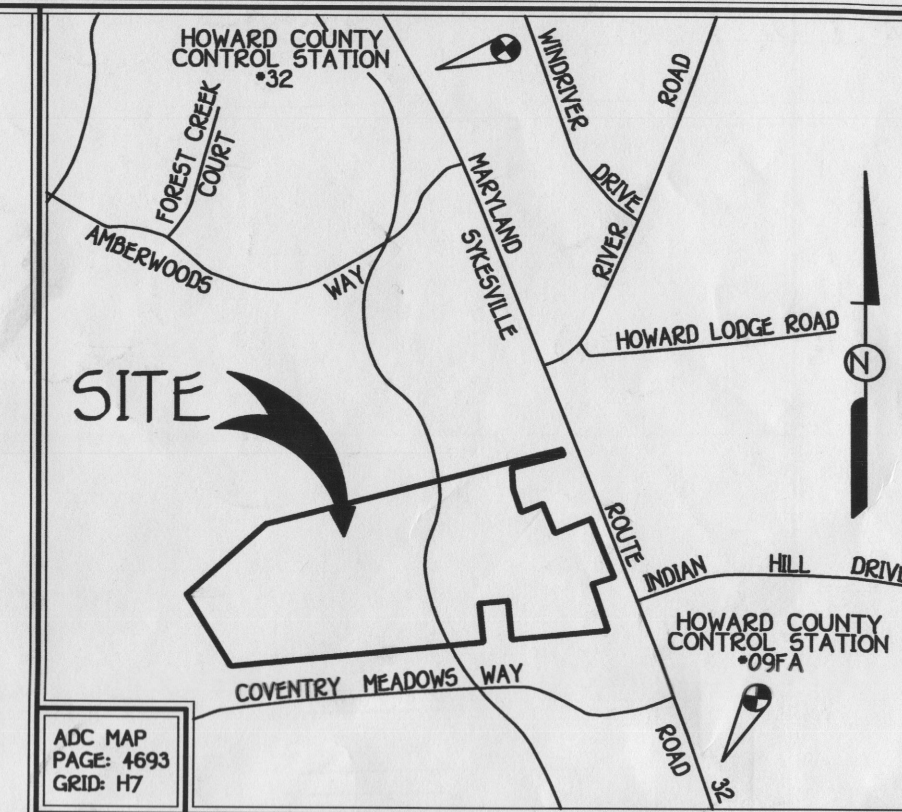 HOWARD COUNTY
CONTROL STATION
•32
WINDRIVER
DRIVE
RIVER
ROAD
FOREST CREEK
COURT
AMBERWOODS
WAY
MARYLAND
SYKESVILLE
HOWARD LODGE ROAD
N
SITE
ROUTE
INDIAN HILL DRIVE
HOWARD COUNTY
CONTROL STATION
•09FA
COVENTRY MEADOWS WAY
ROAD
32
ADC MAP
PAGE: 4693
GRID: H7